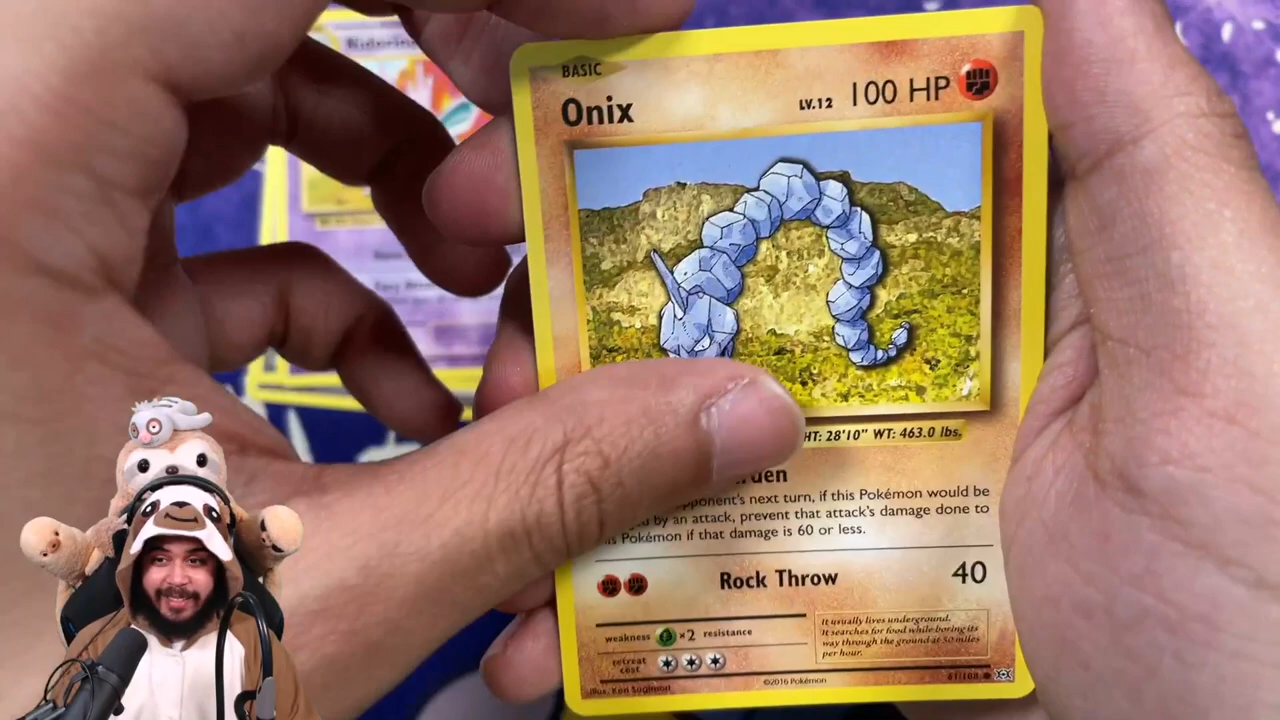 BASIC
Onix LV.12 100 HP
HT: 28'10" WT: 463.0 lbs.
opponent's next turn, if this Pokémon would be
by an attack, prevent that attack's damage done to
Pokémon if that damage is 60 or less.
Rock Throw 40
weakness ×2 resistance
It usually lives underground.
It searches for food while boring its
way through the ground at 50 miles
per hour.
retreat
cost
Illus. Ken Sugimori ©2016 Pokémon 61/108